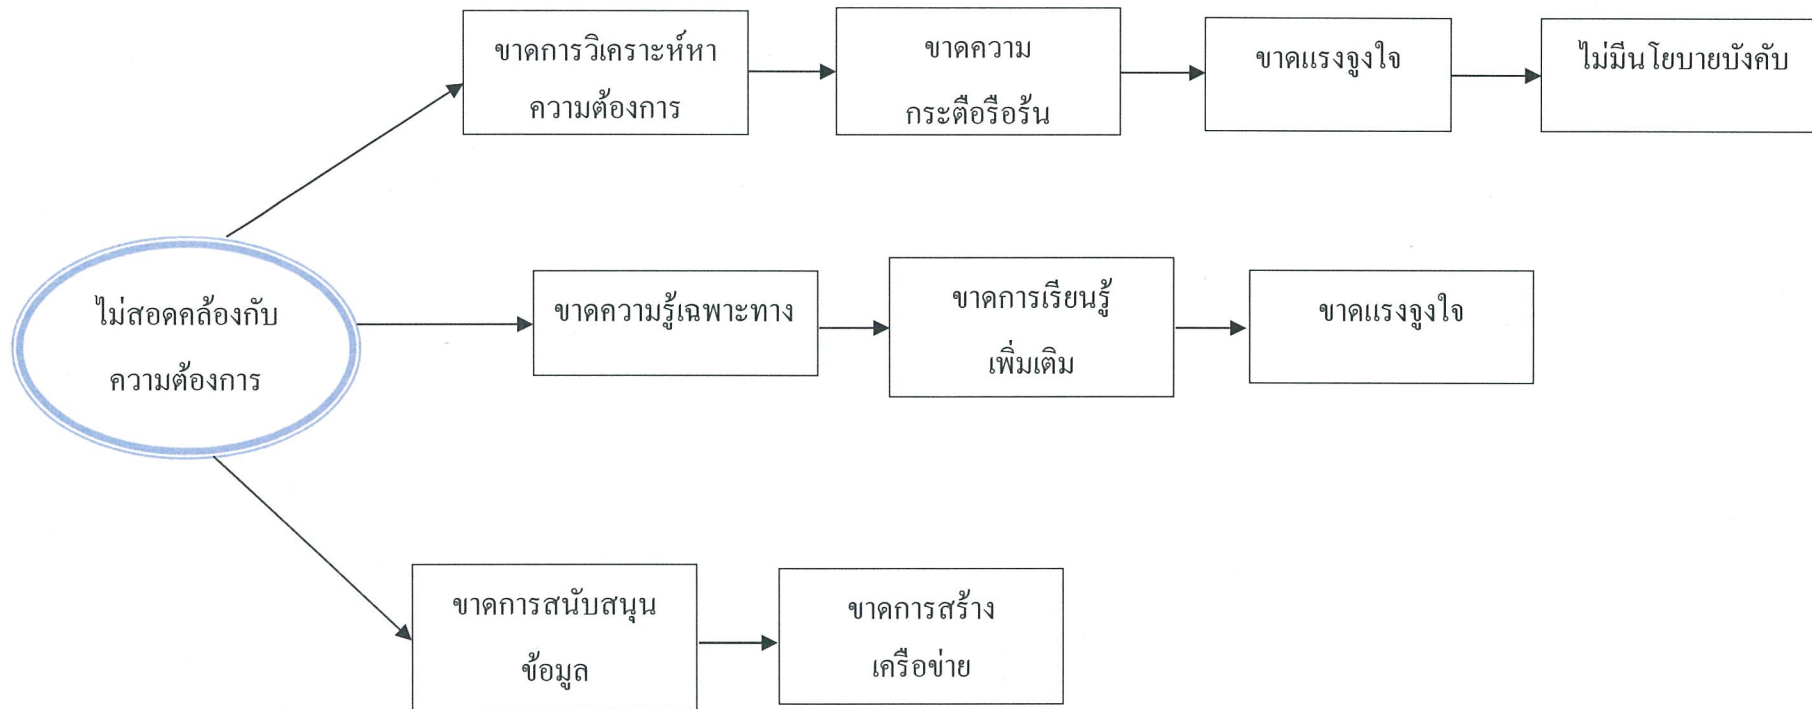 ขาดการวิเคราะห์หา
ความต้องการ
ขาดความ
กระตือรือร้น
ขาดแรงจูงใจ
ไม่มีนโยบายบังคับ
ไม่สอดคล้องกับ
ความต้องการ
ขาดความรู้เฉพาะทาง
ขาดการเรียนรู้
เพิ่มเติม
ขาดแรงจูงใจ
ขาดการสนับสนุน
ข้อมูล
ขาดการสร้าง
เครือข่าย